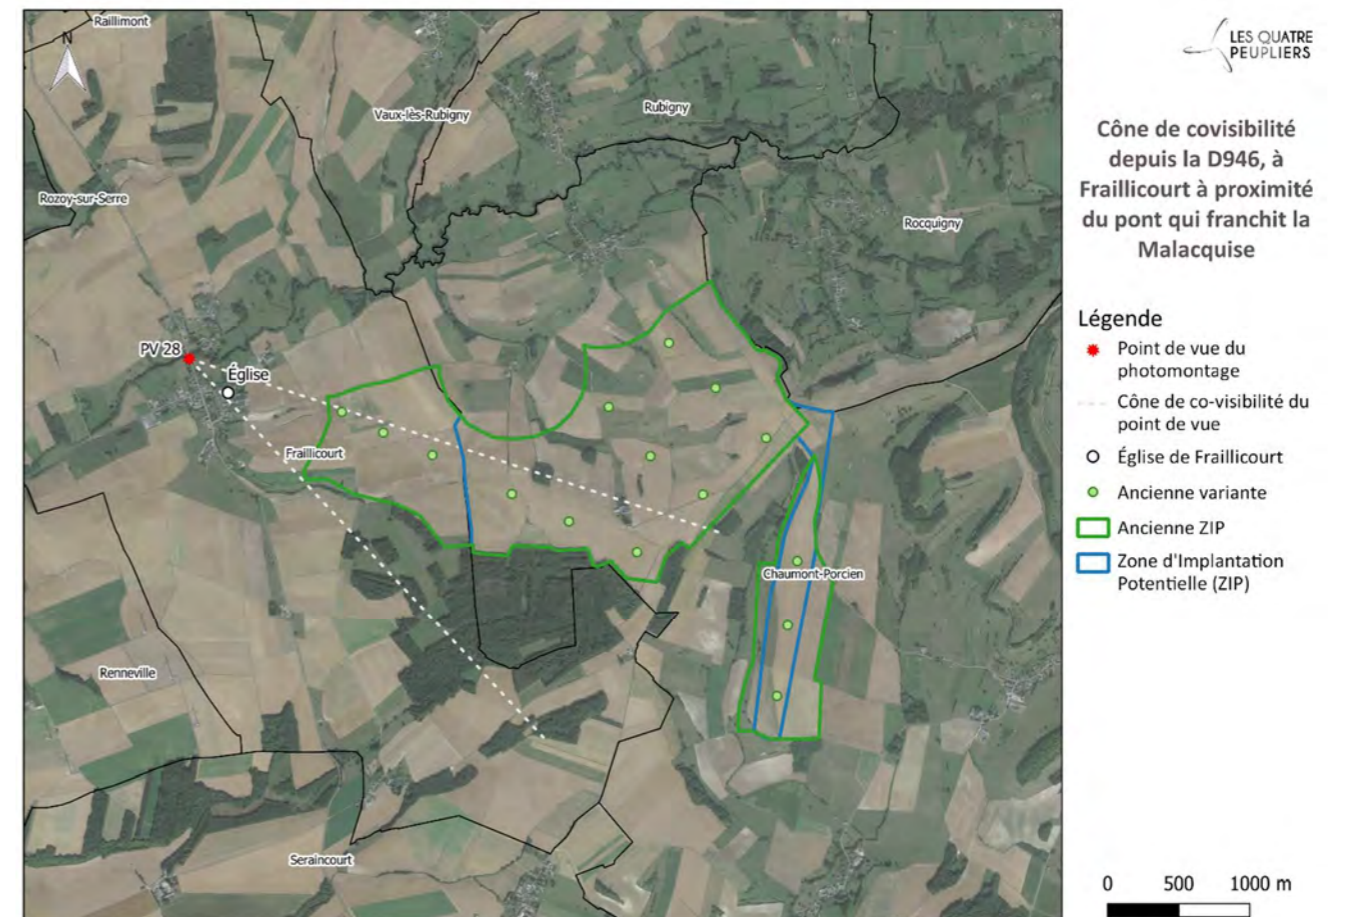 Raillimont
N
Vaux-lès-Rubigny
Rubigny
Rozoy-sur-Serre
Rocquigny
PV 28
Église
Fraillicourt
Chaumont-Porcien
Renneville
Seraincourt
LES QUATRE
PEUPLIERS
Cône de covisibilité
depuis la D946, à
Fraillicourt à proximité
du pont qui franchit la
Malacquise
Légende
Point de vue du
photomontage
Cône de co-visibilité du
point de vue
Église de Fraillicourt
Ancienne variante
Ancienne ZIP
Zone d'Implantation
Potentielle (ZIP)
0 500 1000 m